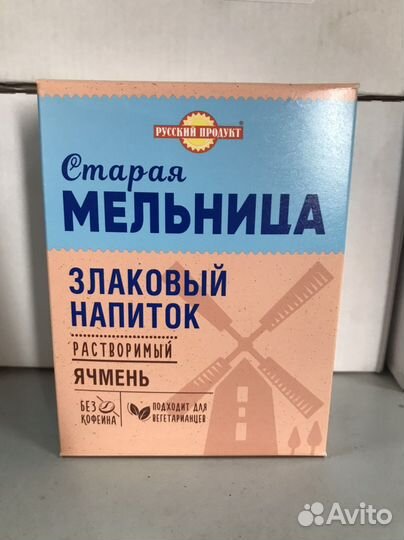 РУССКИЙ ПРОДУКТ
Старая
МЕЛЬНИЦА
ЗЛАКОВЫЙ
НАПИТОК
РАСТВОРИМЫЙ
ЯЧМЕНЬ
БЕЗ
КОФЕИНА
ПОДХОДИТ ДЛЯ
ВЕГЕТАРИАНЦЕВ
Avito